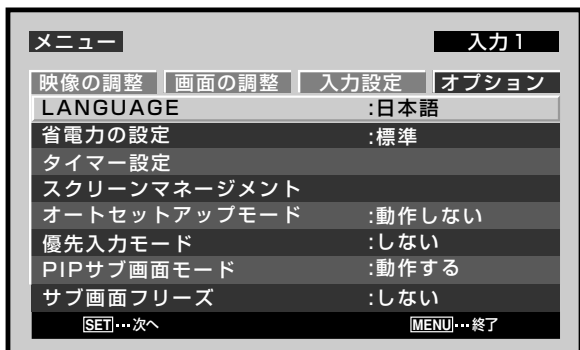 メニュー 入力1
映像の調整 画面の調整 入力設定 オプション
LANGUAGE :日本語
省電力の設定 :標準
タイマー設定
スクリーンマネージメント
オートセットアップモード :動作しない
優先入力モード :しない
PIPサブ画面モード :動作する
サブ画面フリーズ :しない
SET…次へ MENU…終了